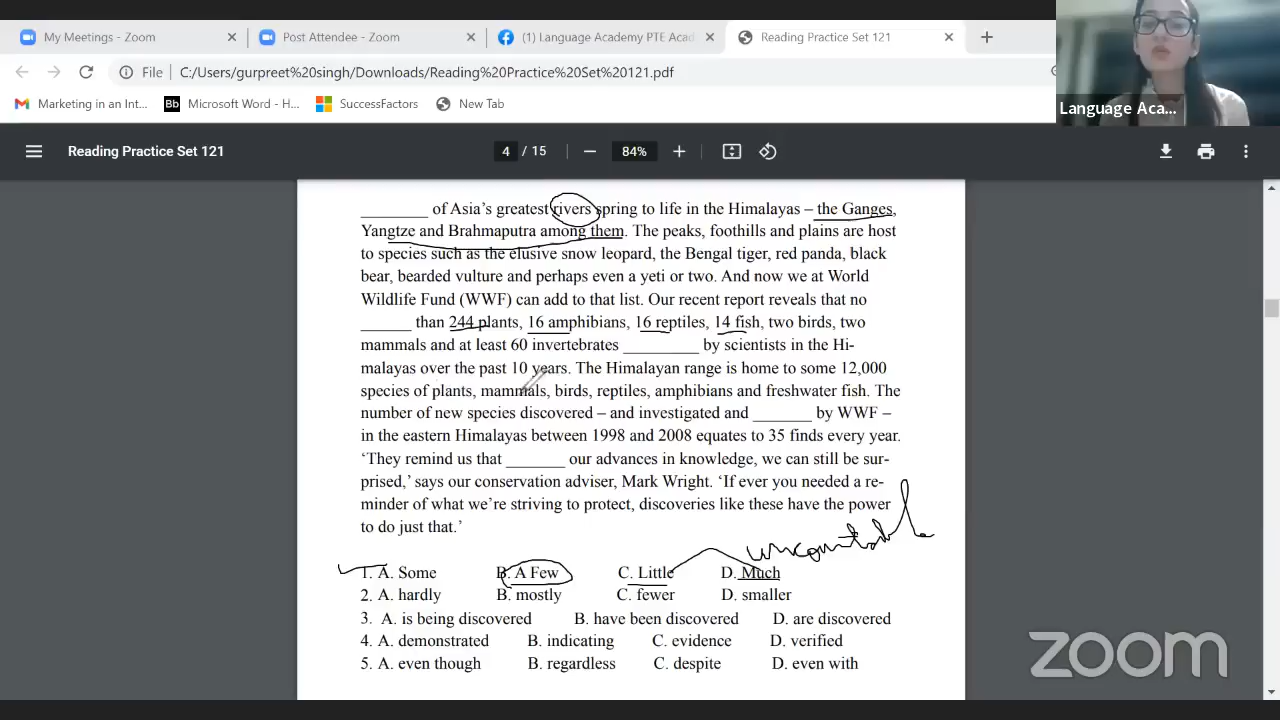 My Meetings - Zoom
Post Attendee - Zoom
(1) Language Academy PTE Acad
Reading Practice Set 121
File C:/Users/gurpreet%20singh/Downloads/Reading%20Practice%20Set%20121.pdf
Marketing in an Int...
Bb Microsoft Word - H...
SuccessFactors
New Tab
Language Aca...
Reading Practice Set 121
4 / 15
84%
________ of Asia's greatest rivers spring to life in the Himalayas – the Ganges,
Yangtze and Brahmaputra among them. The peaks, foothills and plains are host
to species such as the elusive snow leopard, the Bengal tiger, red panda, black
bear, bearded vulture and perhaps even a yeti or two. And now we at World
Wildlife Fund (WWF) can add to that list. Our recent report reveals that no
______ than 244 plants, 16 amphibians, 16 reptiles, 14 fish, two birds, two
mammals and at least 60 invertebrates _________ by scientists in the Hi-
malayas over the past 10 years. The Himalayan range is home to some 12,000
species of plants, mammals, birds, reptiles, amphibians and freshwater fish. The
number of new species discovered – and investigated and _______ by WWF –
in the eastern Himalayas between 1998 and 2008 equates to 35 finds every year.
‘They remind us that _______ our advances in knowledge, we can still be sur-
prised,’ says our conservation adviser, Mark Wright. ‘If ever you needed a re-
minder of what we're striving to protect, discoveries like these have the power
to do just that.’
uncountable
1. A. Some B. A Few C. Little D. Much
2. A. hardly B. mostly C. fewer D. smaller
3. A. is being discovered B. have been discovered D. are discovered
4. A. demonstrated B. indicating C. evidence D. verified
5. A. even though B. regardless C. despite D. even with
zoom